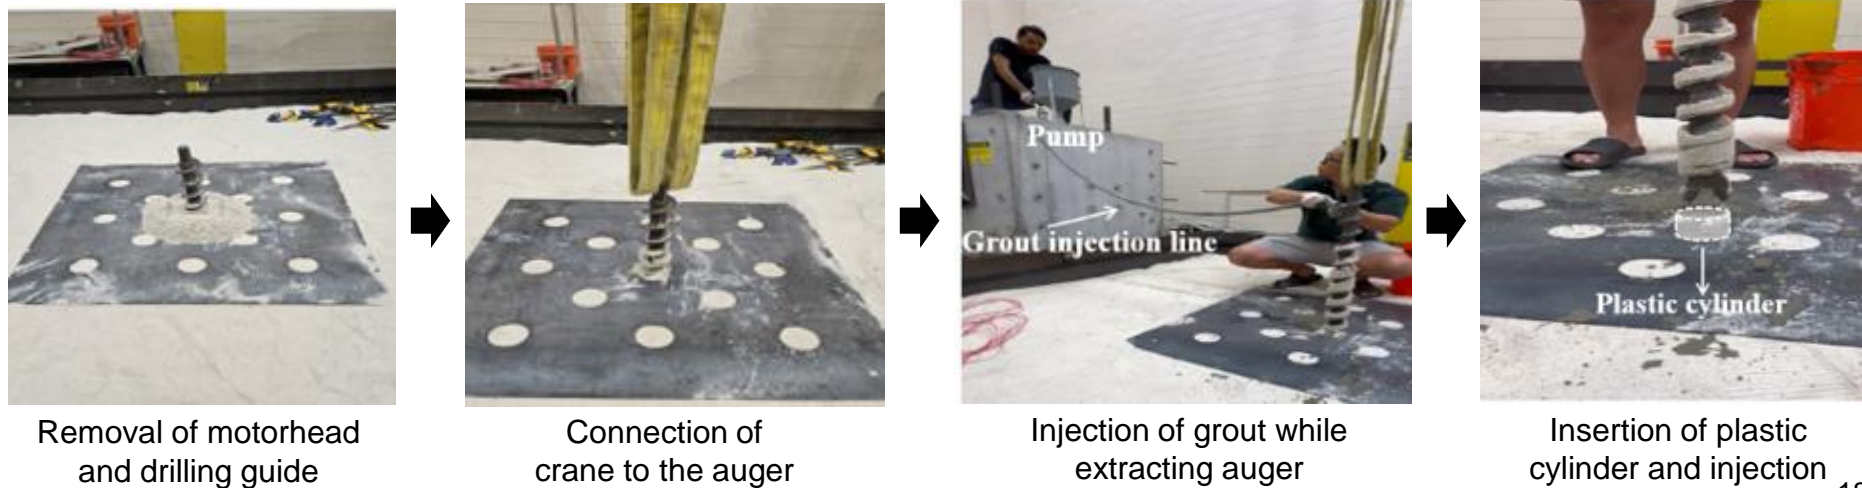 Pump
Grout injection line
Plastic cylinder
Removal of motorhead
and drilling guide
Connection of
crane to the auger
Injection of grout while
extracting auger
Insertion of plastic
cylinder and injection